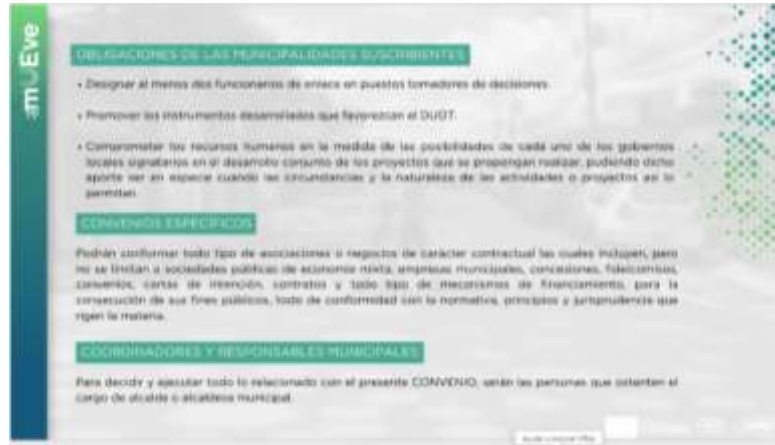 mUEve
OBLIGACIONES DE LAS MUNICIPALIDADES SUSCRIBIENTES
• Designar al menos dos funcionarios de enlace en puestos tomadores de decisiones.
• Promover los instrumentos desarrollados que favorezcan el DUOT.
• Comprometer los recursos humanos en la medida de las posibilidades de cada uno de los gobiernos
locales signatarios en el desarrollo conjunto de los proyectos que se propongan realizar, pudiendo dicho
aporte ser en especie cuando las circunstancias y la naturaleza de las actividades o proyectos así lo
permitan.
CONVENIOS ESPECÍFICOS
Podrán conformar todo tipo de asociaciones o negocios de carácter contractual las cuales incluyen, pero
no se limitan a sociedades públicas de economía mixta, empresas municipales, concesiones, fideicomisos,
convenios, cartas de intención, contratos y todo tipo de mecanismos de financiamiento, para la
consecución de sus fines públicos, todo de conformidad con la normativa, principios y jurisprudencia que
rigen la materia.
COORDINADORES Y RESPONSABLES MUNICIPALES
Para decidir y ejecutar todo lo relacionado con el presente CONVENIO, serán las personas que ostenten el
cargo de alcalde o alcaldesa municipal.